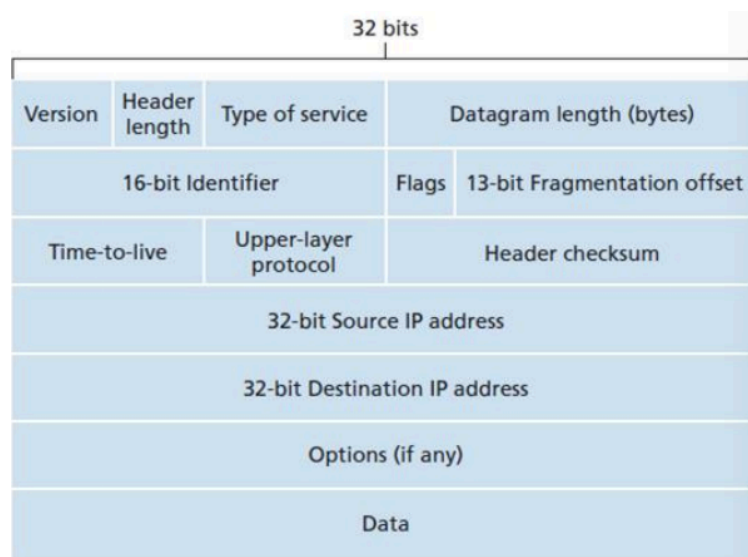 32 bits
Version
Header
length
Type of service
Datagram length (bytes)
16-bit Identifier
Flags
13-bit Fragmentation offset
Time-to-live
Upper-layer
protocol
Header checksum
32-bit Source IP address
32-bit Destination IP address
Options (if any)
Data